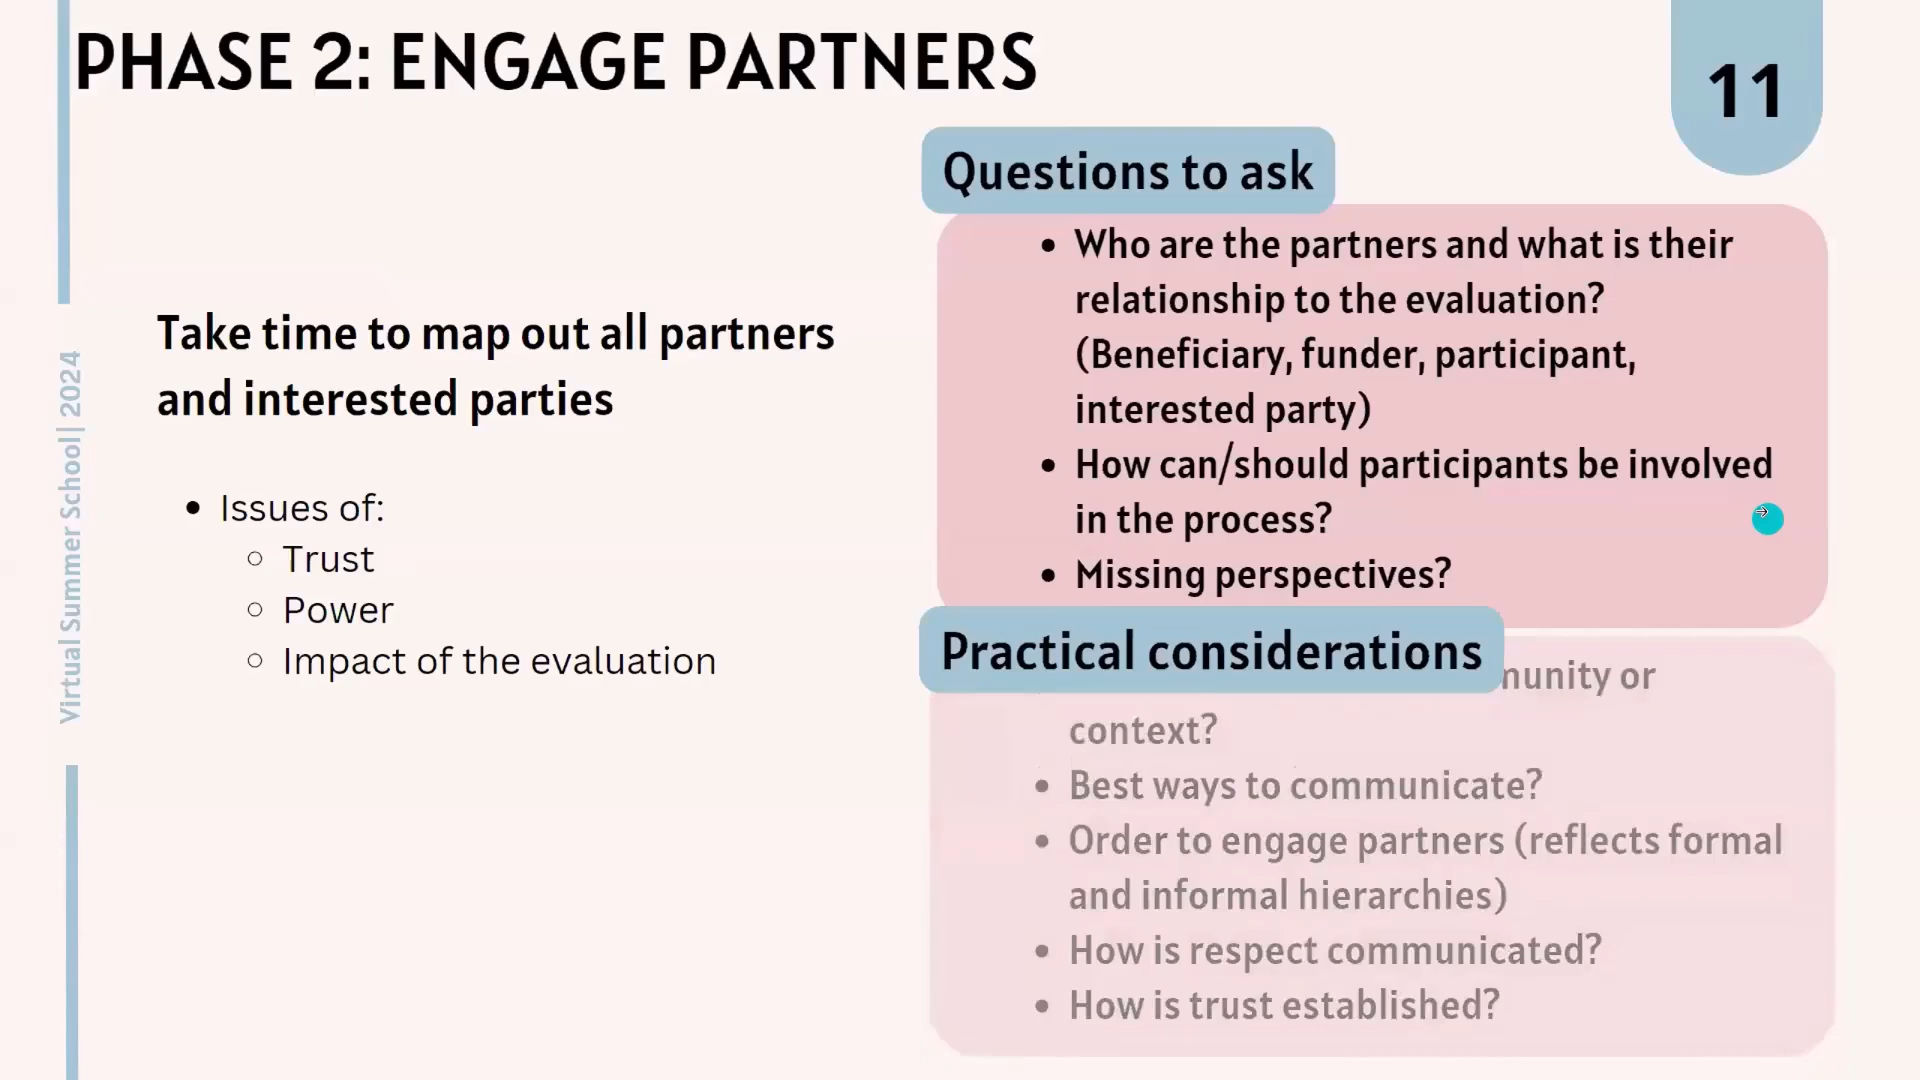 PHASE 2: ENGAGE PARTNERS
11
Virtual Summer School| 2024
Take time to map out all partners
and interested parties
• Issues of:
○ Trust
○ Power
○ Impact of the evaluation
Questions to ask
• Who are the partners and what is their
relationship to the evaluation?
(Beneficiary, funder, participant,
interested party)
• How can/should participants be involved
in the process?
• Missing perspectives?
Practical considerations
or
context?
• Best ways to communicate?
• Order to engage partners (reflects formal
and informal hierarchies)
• How is respect communicated?
• How is trust established?